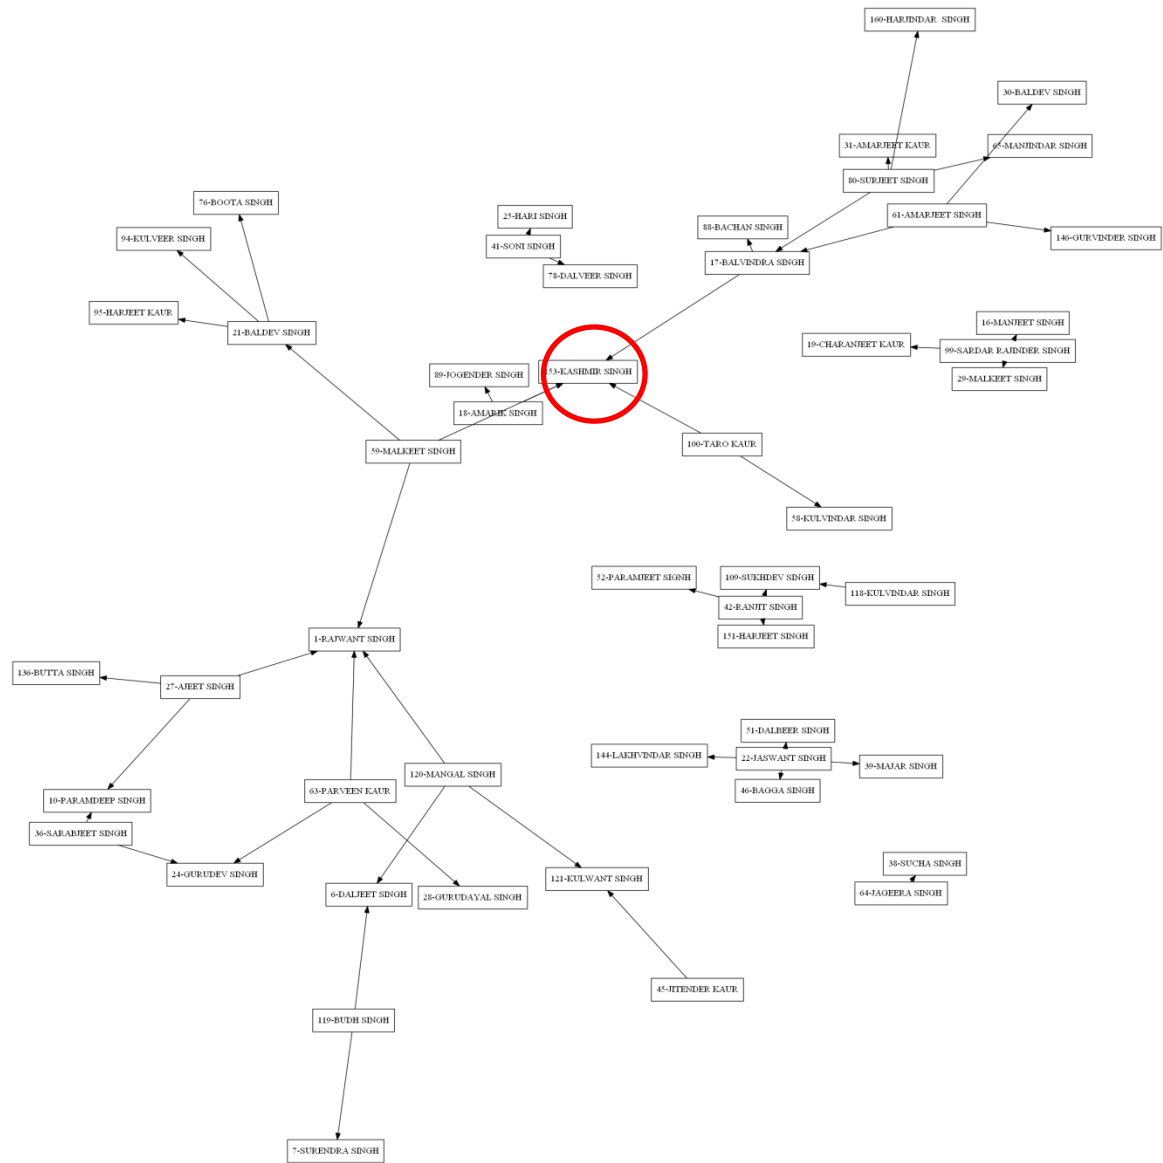 160-HARJINDAR SINGH
30-BALDEV SINGH
31-AMARJEET KAUR
65-MANJINDAR SINGH
80-SURJEET SINGH
76-BOOTA SINGH
25-HARI SINGH
61-AMARJEET SINGH
88-BACHAN SINGH
94-KULVEER SINGH
146-GURVINDER SINGH
41-SONI SINGH
17-BALVINDRA SINGH
78-DALVEER SINGH
95-HARJEET KAUR
16-MANJEET SINGH
21-BALDEV SINGH
19-CHARANJEET KAUR
99-SARDAR RAJINDER SINGH
153-KASHMIR SINGH
89-JOGENDER SINGH
29-MALKEET SINGH
18-AMARIK SINGH
100-TARO KAUR
59-MALKEET SINGH
58-KULVINDAR SINGH
52-PARAMJEET SIGNH
109-SUKHDEV SINGH
118-KULVINDAR SINGH
42-RANJIT SINGH
151-HARJEET SINGH
1-RAJWANT SINGH
136-BUTTA SINGH
27-AJEET SINGH
51-DALBEER SINGH
144-LAKHVINDAR SINGH
22-JASWANT SINGH
39-MAJAR SINGH
120-MANGAL SINGH
63-PARVEEN KAUR
46-BAGGA SINGH
10-PARAMDEEP SINGH
36-SARABJEET SINGH
38-SUCHA SINGH
24-GURUDEV SINGH
121-KULWANT SINGH
64-JAGEERA SINGH
6-DALJEET SINGH
28-GURUDAYAL SINGH
45-JITENDER KAUR
119-BUDH SINGH
7-SURENDRA SINGH